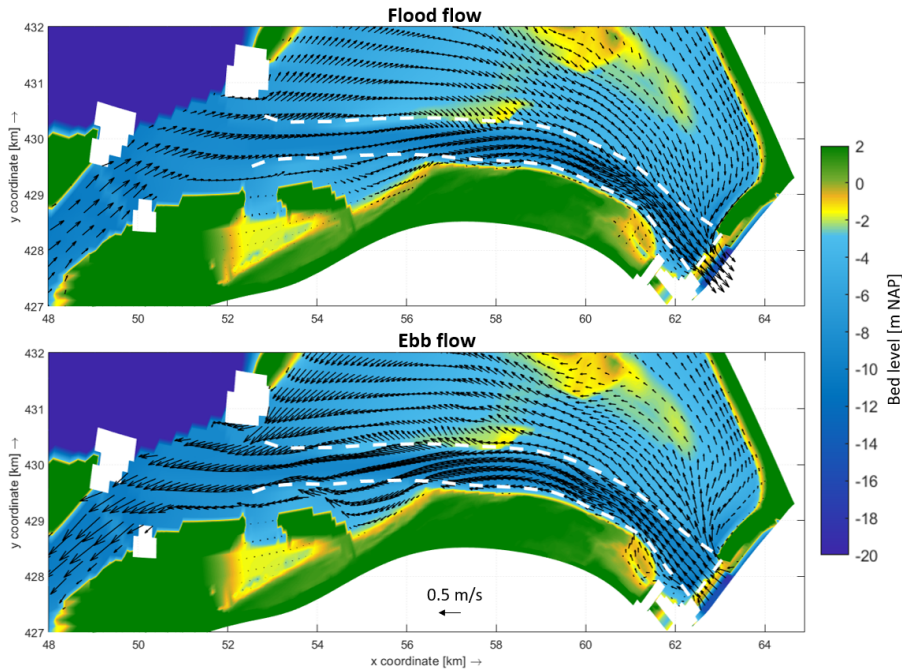 Flood flow
432
431
430
429
428
427
y coordinate [km] →
48 50 52 54 56 58 60 62 64
Ebb flow
432
431
430
429
428
427
y coordinate [km] →
0.5 m/s
48 50 52 54 56 58 60 62 64
x coordinate [km] →
2
0
-2
-4
-6
-8
-10
-12
-14
-16
-18
-20
Bed level [m NAP]